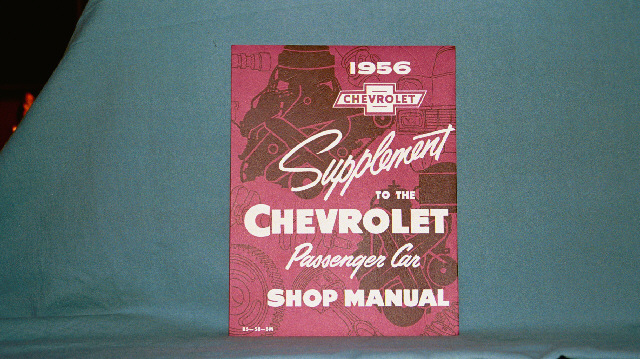 1956
CHEVROLET
Supplement
TO THE
CHEVROLET
Passenger Car
SHOP MANUAL